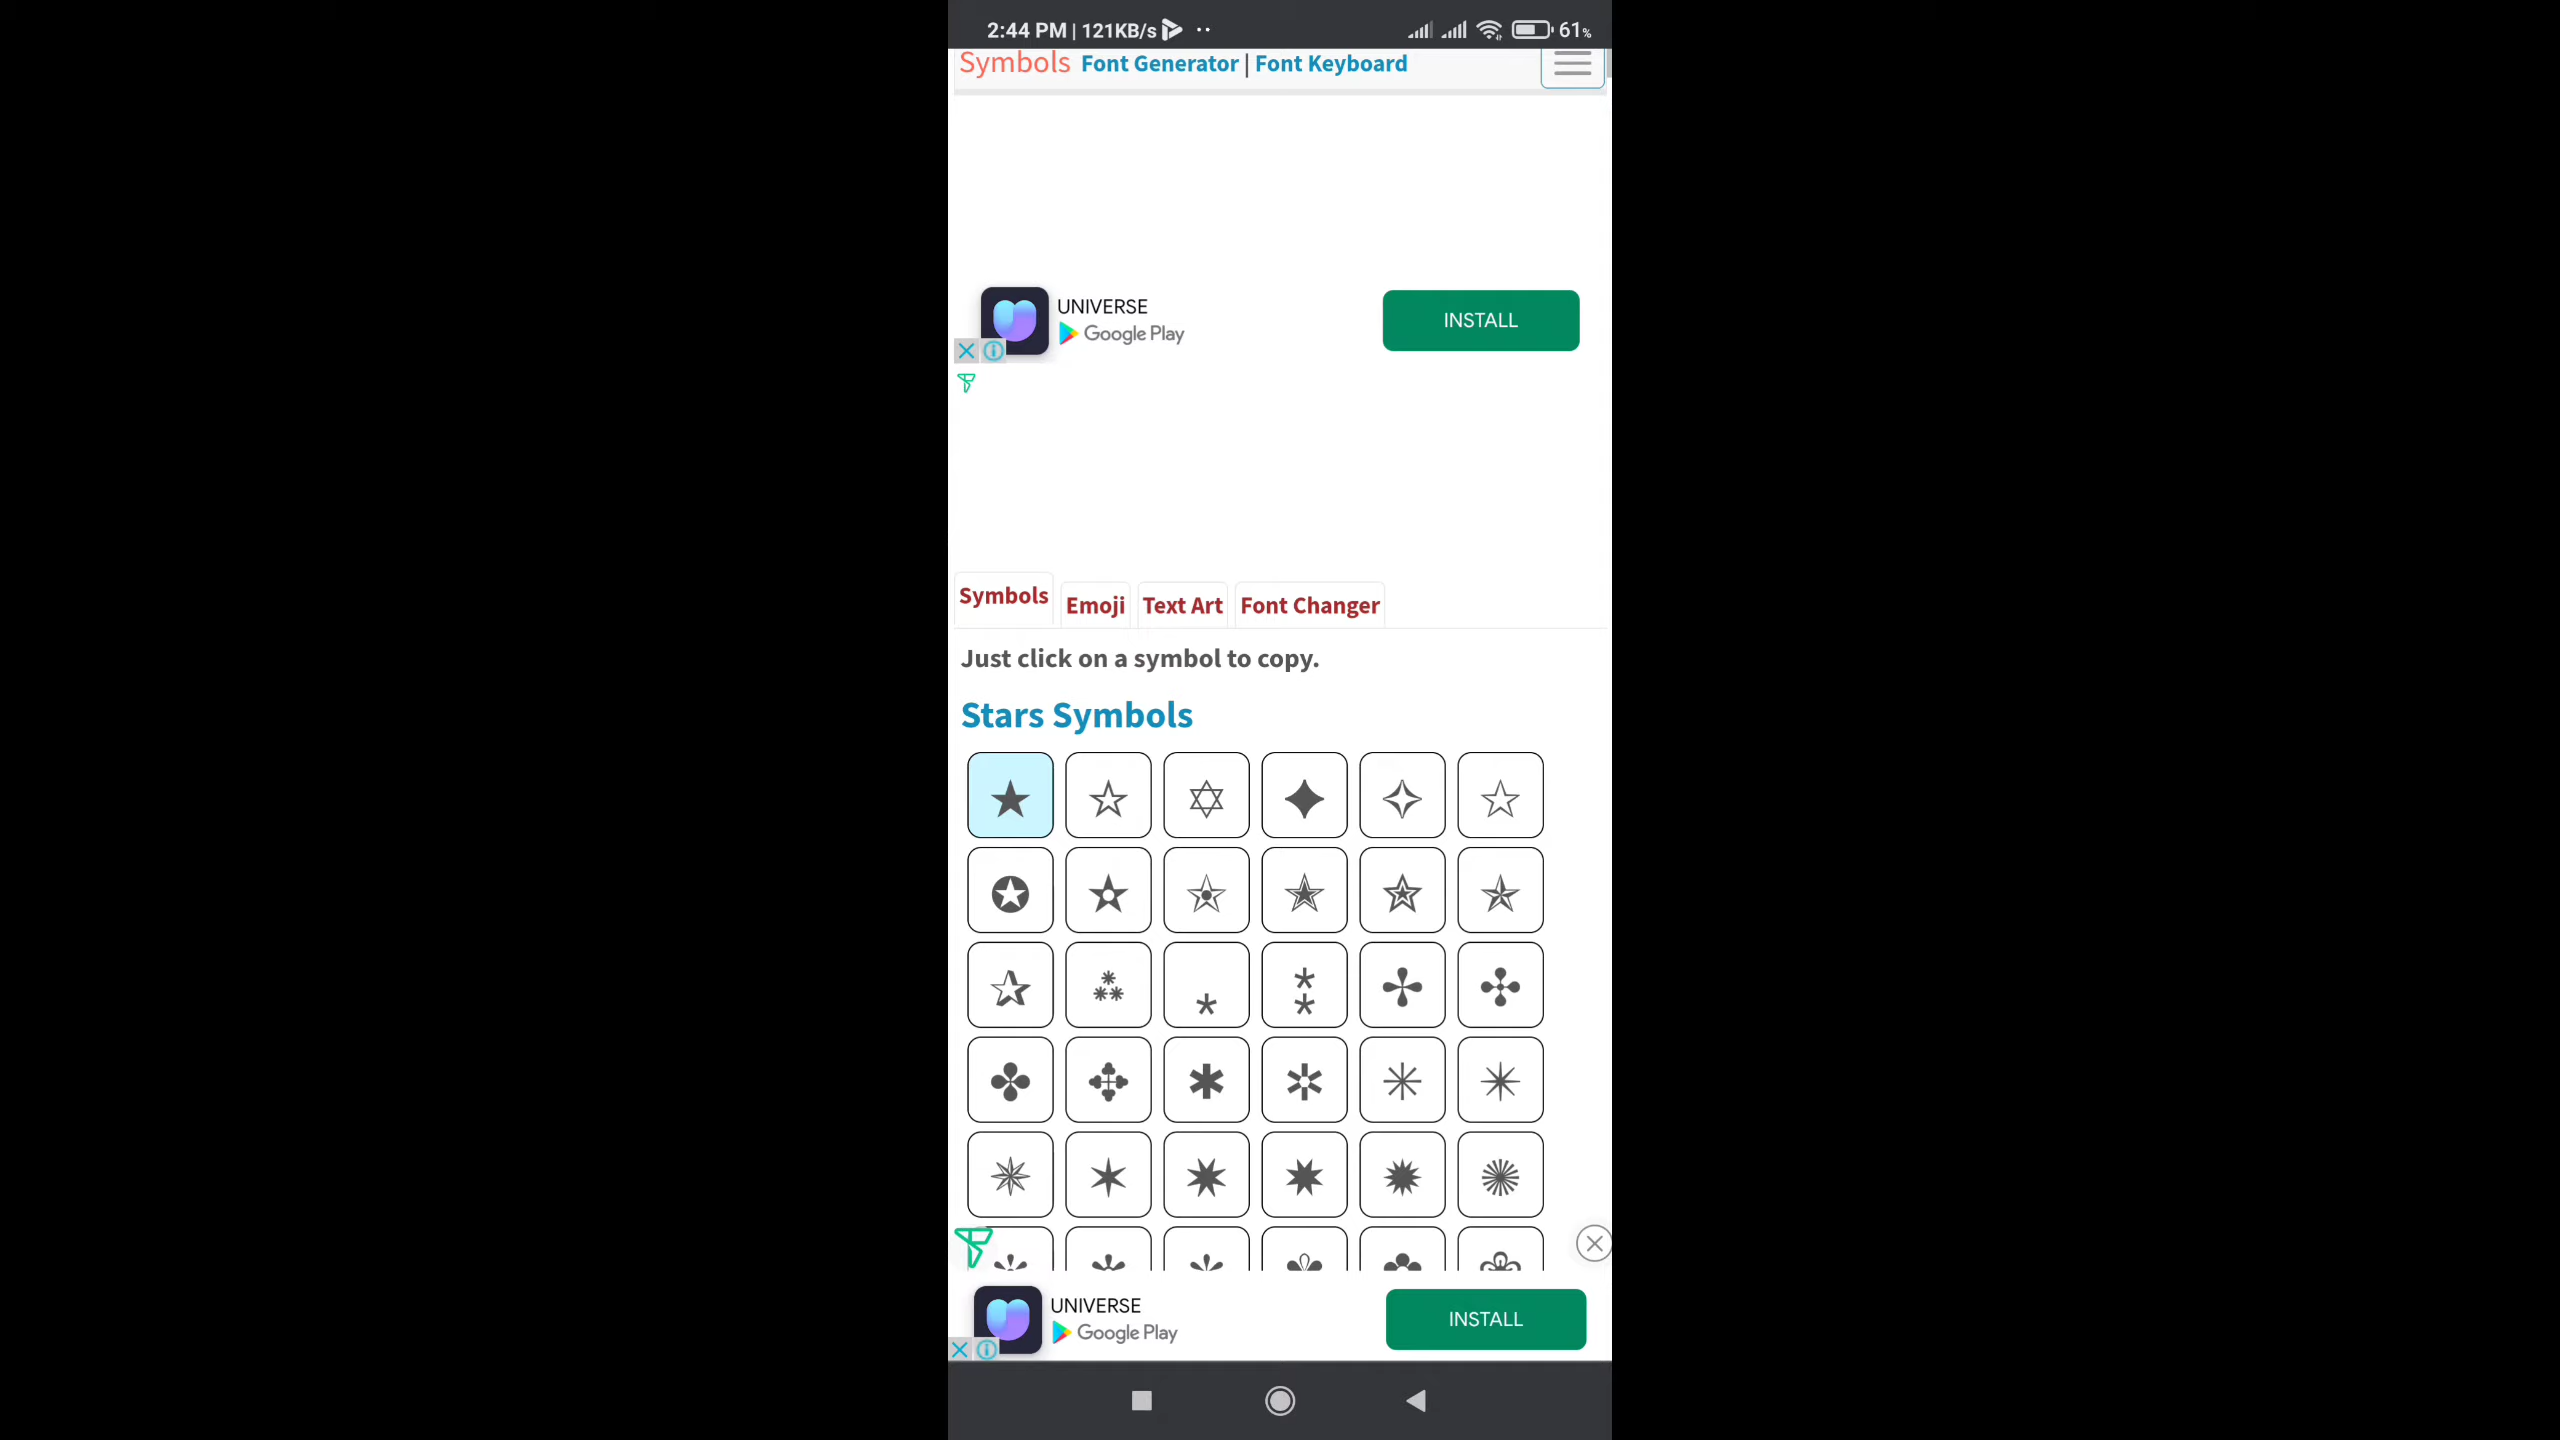 2:44 PM | 121KB/s ·· 61%
Symbols Font Generator | Font Keyboard
UNIVERSE
Google Play
INSTALL
Symbols Emoji Text Art Font Changer
Just click on a symbol to copy.
Stars Symbols
★ ☆ ✡ ✦ ✧ ⚝
✪ ✫ ✬ ✭ ✮ ✯
✰ ⁂ ⁎ ⁑ ✢ ✣
✤ ✥ ✱ ✲ ✳ ✴
✵ ✶ ✷ ✸ ✹ ✺
UNIVERSE
Google Play
INSTALL